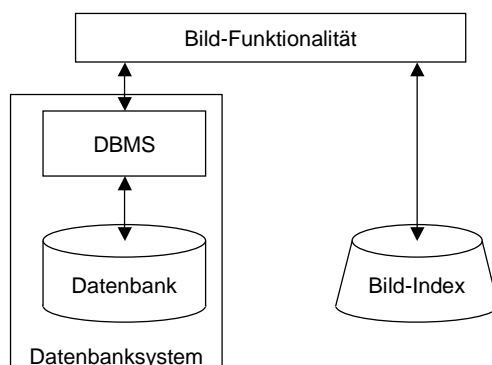 Bild-Funktionalität
DBMS
Datenbank
Bild-Index
Datenbanksystem